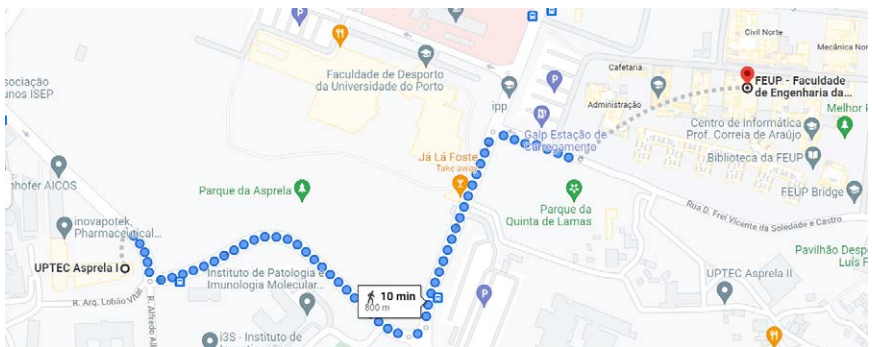 Civil Norte
Mecânica Nor
Cafetaria
FEUP - Faculdade
de Engenharia da...
Faculdade de Desporto
da Universidade do Porto
ssociação
unos ISEP
ipp
Administração
Melhor P
Galp Estação de
Carregamento
Centro de Informática
Prof. Correia de Araújo
Já Lá Foste
Take away
Biblioteca da FEUP
nhofer AICOS
Parque da Asprela
FEUP Bridge
Parque da
Quinta de Lamas
Rua D. Frei Vicente da Soledade e Castro
inovapotek,
Pharmaceutical...
Pavilhão Desp
Luís F
UPTEC Asprela I
Instituto de Patologia e
Imunologia Molecular...
UPTEC Asprela II
R. Arq. Lobão Vital
R. Alfredo All
10 min
800 m
i3S - Instituto de
P
P
P